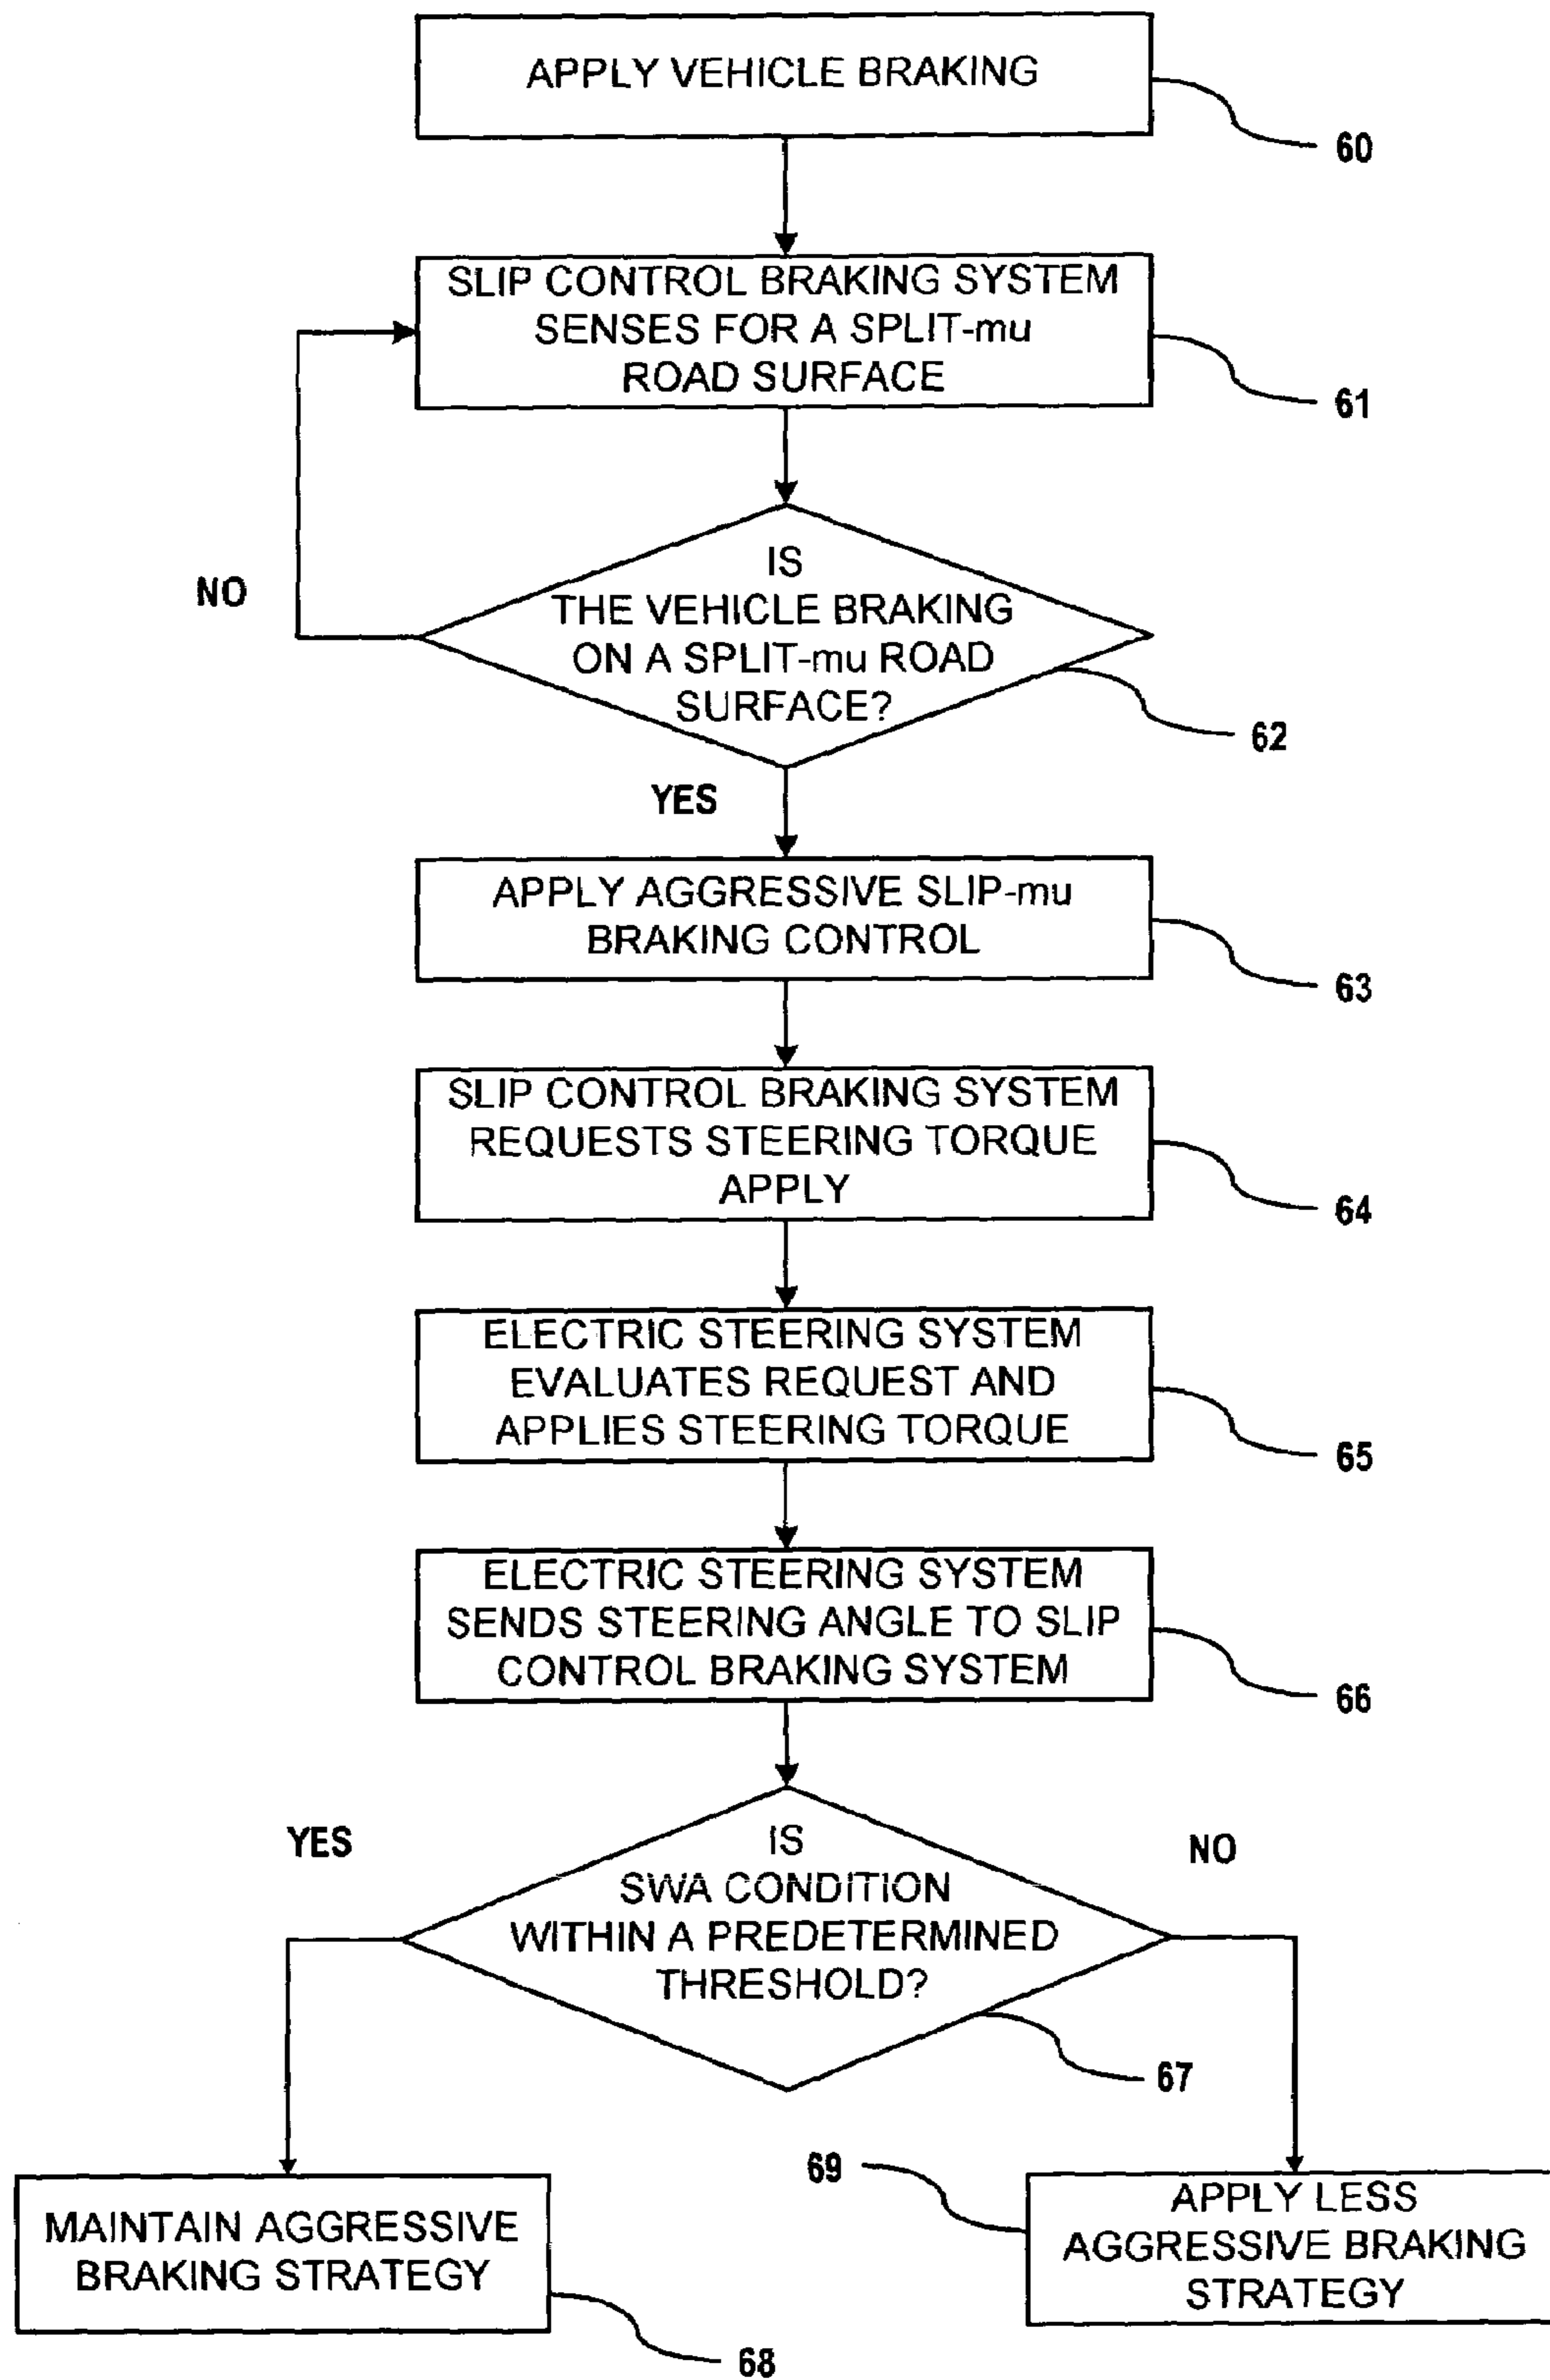 APPLY VEHICLE BRAKING
60
SLIP CONTROL BRAKING SYSTEM
SENSES FOR A SPLIT-mu
ROAD SURFACE
61
IS
THE VEHICLE BRAKING
ON A SPLIT-mu ROAD
SURFACE?
NO
62
YES
APPLY AGGRESSIVE SLIP-mu
BRAKING CONTROL
63
SLIP CONTROL BRAKING SYSTEM
REQUESTS STEERING TORQUE
APPLY
64
ELECTRIC STEERING SYSTEM
EVALUATES REQUEST AND
APPLIES STEERING TORQUE
65
ELECTRIC STEERING SYSTEM
SENDS STEERING ANGLE TO SLIP
CONTROL BRAKING SYSTEM
66
YES
NO
IS
SWA CONDITION
WITHIN A PREDETERMINED
THRESHOLD?
67
MAINTAIN AGGRESSIVE
BRAKING STRATEGY
68
69
APPLY LESS
AGGRESSIVE BRAKING
STRATEGY